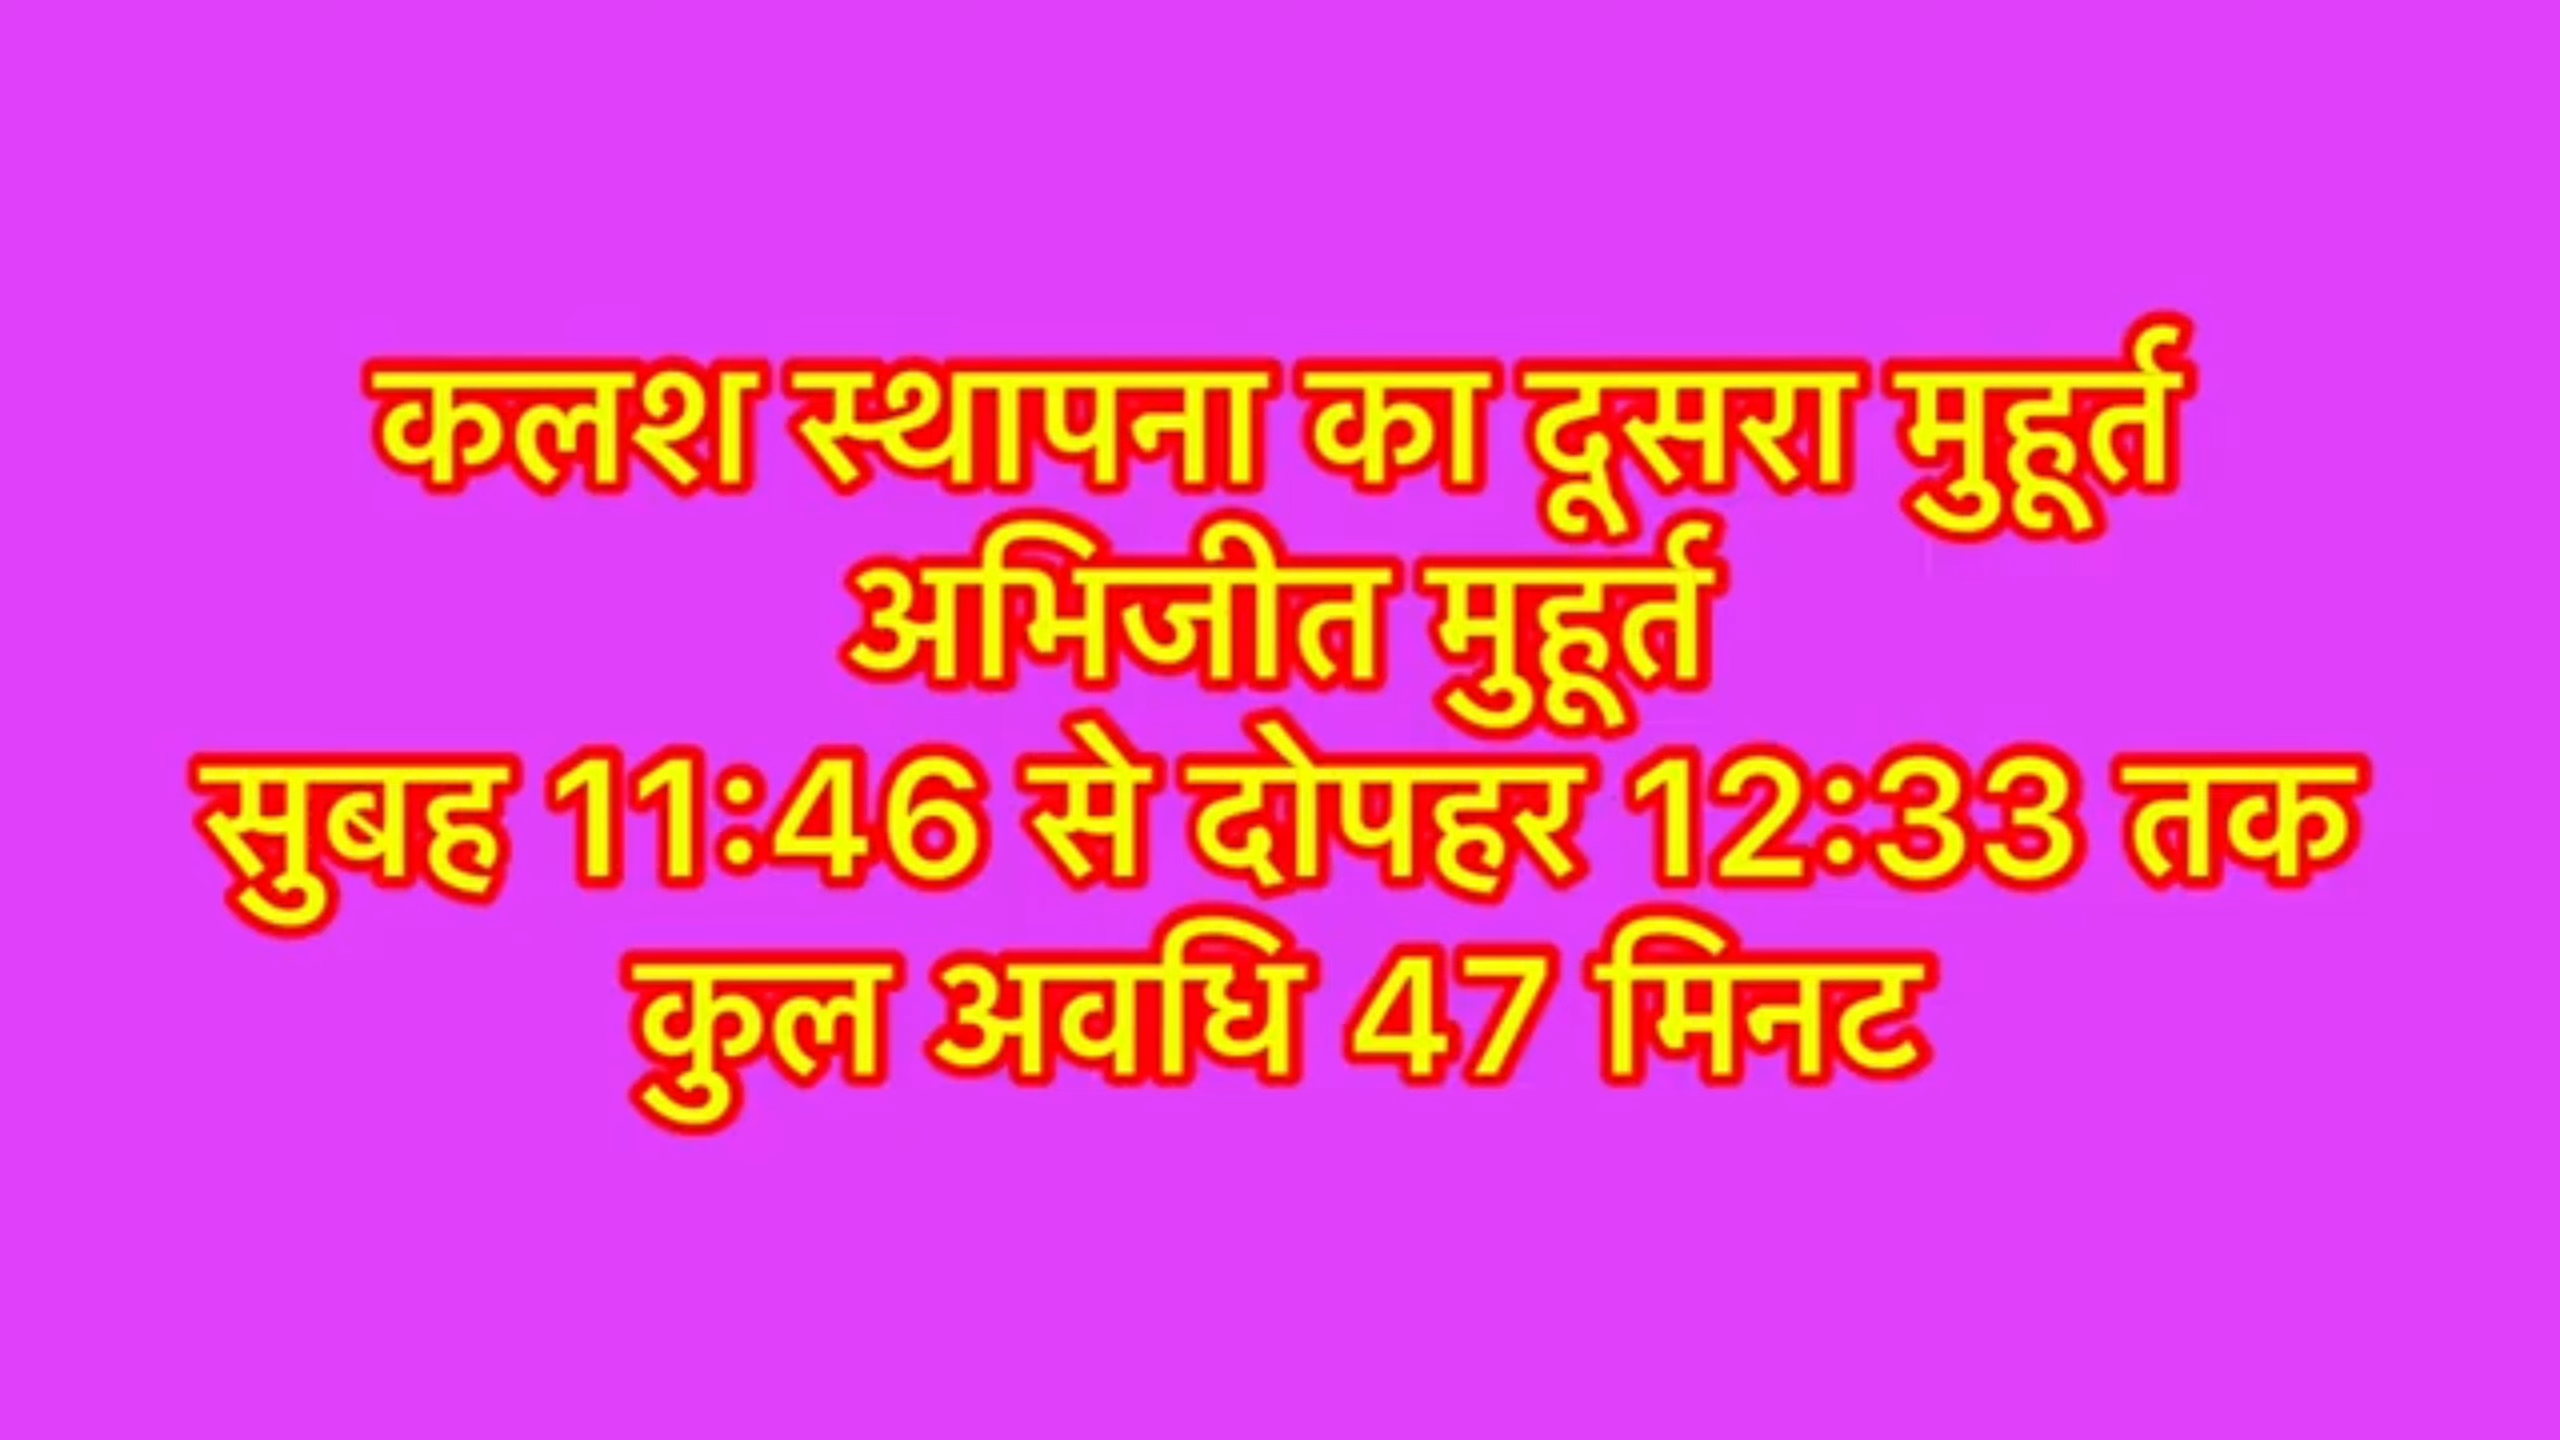 कलश स्थापना का दूसरा मुहूर्त
अभिजीत मुहूर्त
सुबह 11:46 से दोपहर 12:33 तक
कुल अवधि 47 मिनट